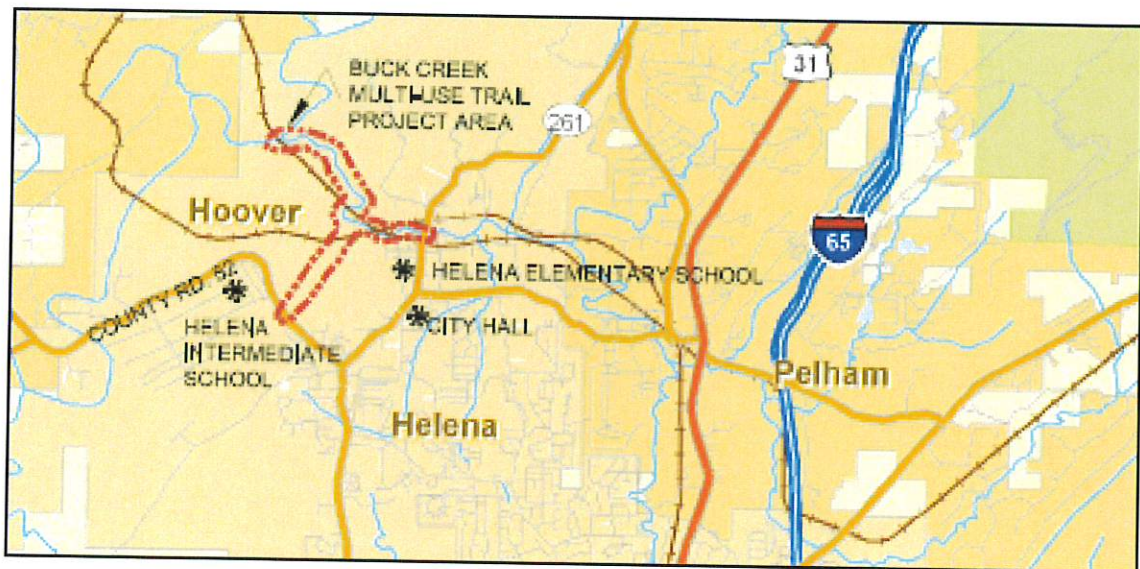 BUCK CREEK
MULTI-USE TRAIL
PROJECT AREA
31
261
Hoover
65
HELENA ELEMENTARY SCHOOL
COUNTY RD. 52
CITY HALL
HELENA
INTERMEDIATE
SCHOOL
Pelham
Helena